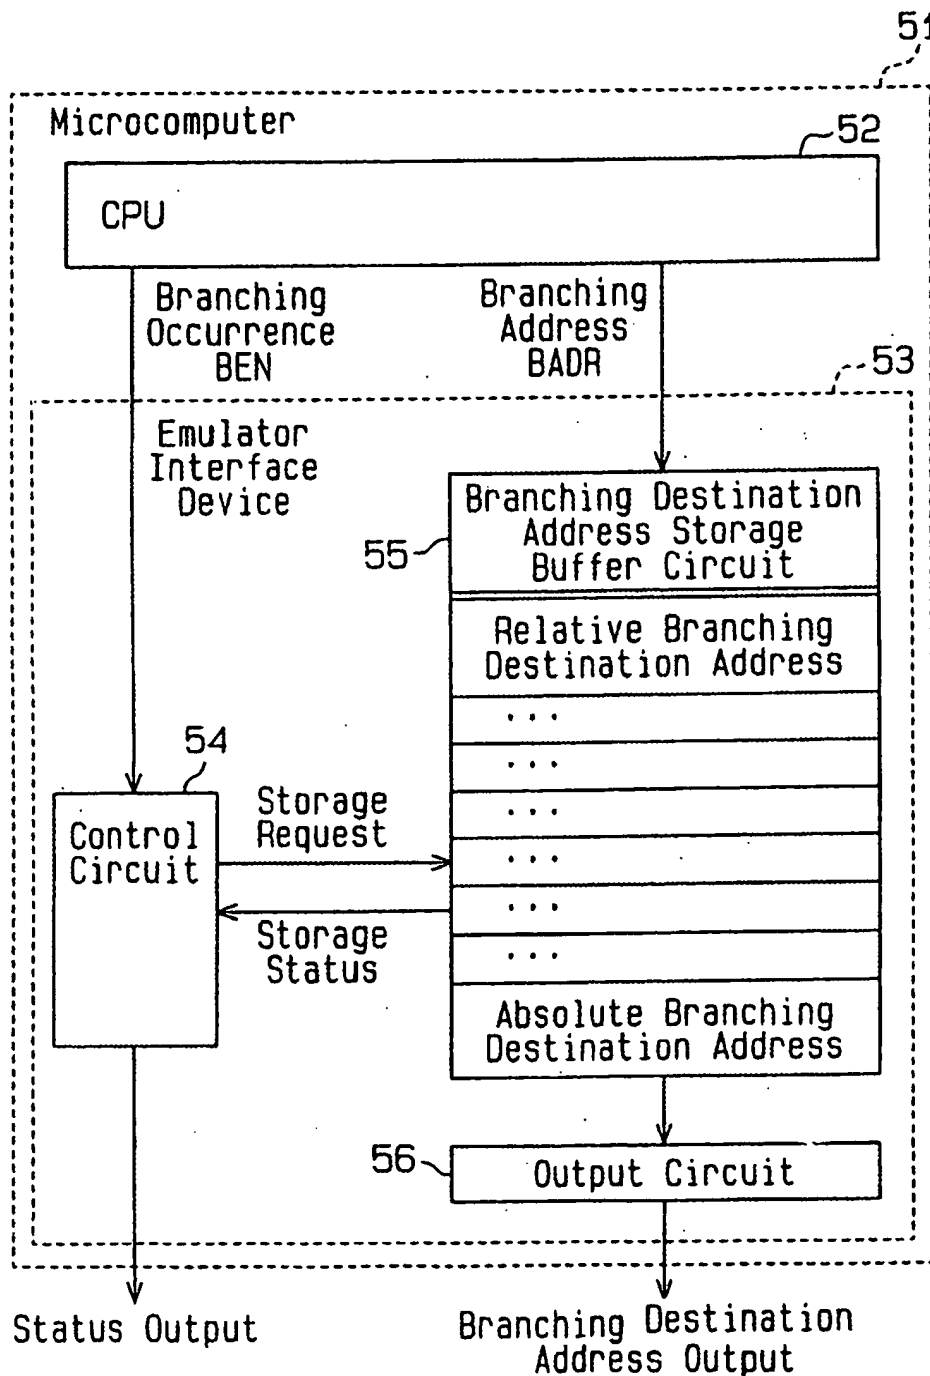 51
Microcomputer
52
CPU
Branching
Occurrence
BEN
Branching
Address
BADR
53
Emulator
Interface
Device
55
Branching Destination
Address Storage
Buffer Circuit
Relative Branching
Destination Address
...
...
...
...
...
...
54
Control
Circuit
Storage
Request
Storage
Status
Absolute Branching
Destination Address
56
Output Circuit
Status Output
Branching Destination
Address Output